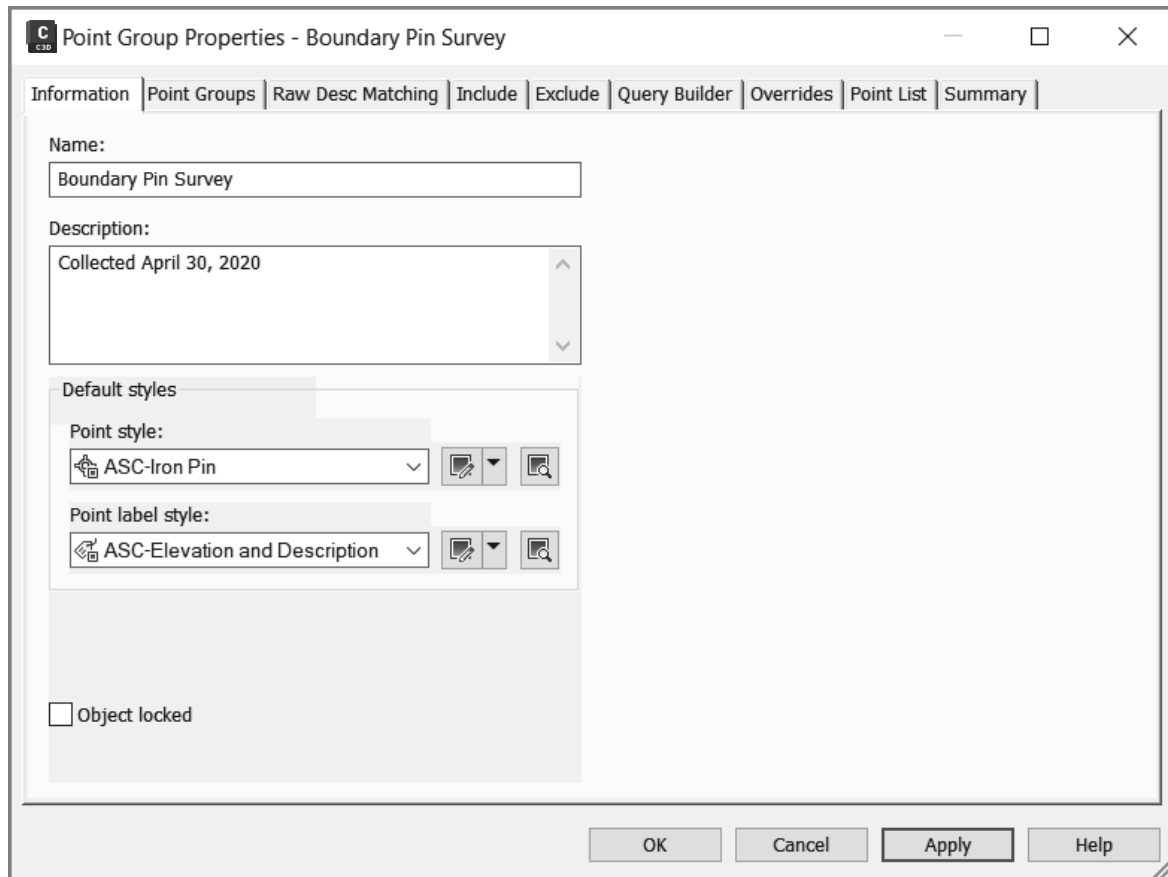 C
C3D
Point Group Properties - Boundary Pin Survey
Information Point Groups Raw Desc Matching Include Exclude Query Builder Overrides Point List Summary
Name:
Boundary Pin Survey
Description:
Collected April 30, 2020
Default styles
Point style:
ASC-Iron Pin
Point label style:
ASC-Elevation and Description
Object locked
OK Cancel Apply Help